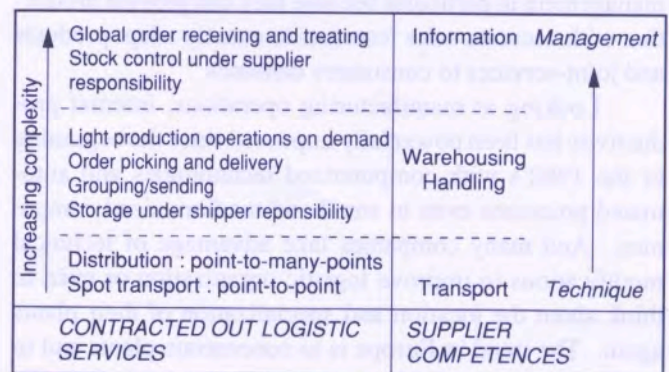 Increasing complexity
Global order receiving and treating
Stock control under supplier
responsibility
Light production operations on demand
Order picking and delivery
Grouping/sending
Storage under shipper reponsibility
Distribution : point-to-many-points
Spot transport : point-to-point
CONTRACTED OUT LOGISTIC
SERVICES
Information Management
Warehousing
Handling
Transport Technique
SUPPLIER
COMPETENCES